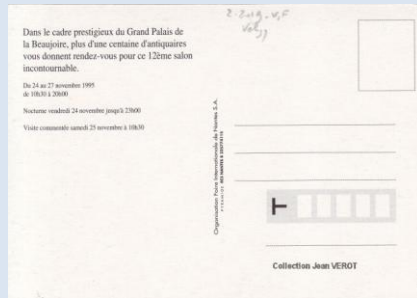 Dans le cadre prestigieux du Grand Palais de
la Beaujoire, plus d'une centaine d'antiquaires
vous donnent rendez-vous pour ce 12ème salon
incontournable.
Du 24 au 27 novembre 1995
de 10h30 à 20h00
Nocturne vendredi 24 novembre jusqu'à 23h00
Visite commentée samedi 25 novembre à 10h30
Organisation Foire Internationale de Nantes S.A.
Collection Jean VEROT